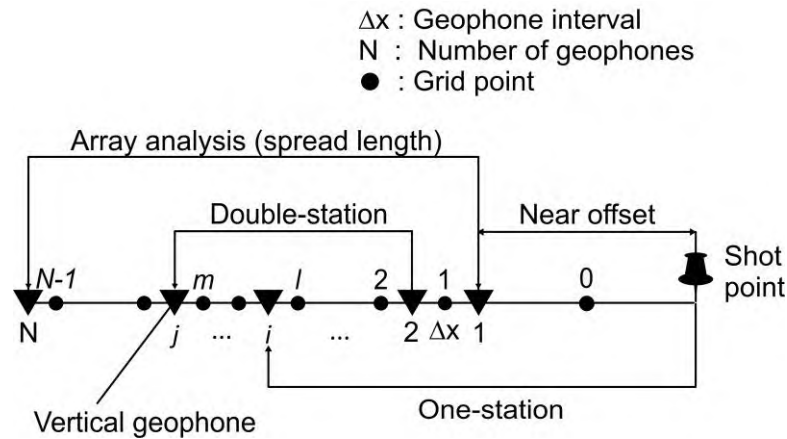 Δx : Geophone interval
N : Number of geophones
● : Grid point
Array analysis (spread length)
Double-station
Near offset
N-1 m l 2 1 0
Shot
point
N j ... i ... 2 Δx 1
Vertical geophone
One-station